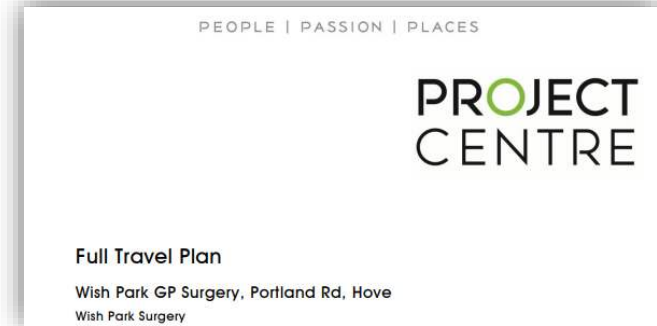 PEOPLE | PASSION | PLACES
PROJECT
CENTRE
Full Travel Plan
Wish Park GP Surgery, Portland Rd, Hove
Wish Park Surgery